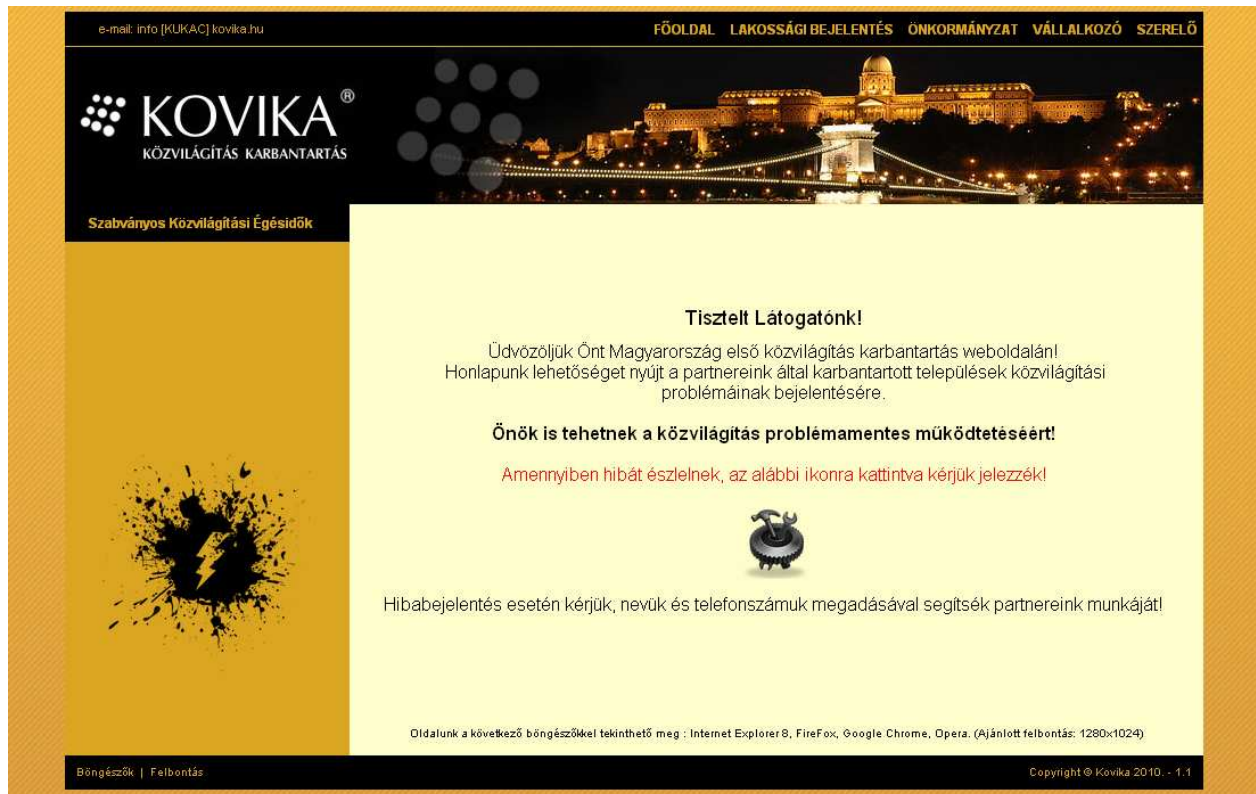 e-mail: info [KUKAC] kovika.hu
FŐOLDAL LAKOSSÁGI BEJELENTÉS ÖNKORMÁNYZAT VÁLLALKOZÓ SZERELŐ
KOVIKA®
KÖZVILÁGÍTÁS KARBANTARTÁS
Szabványos Közvilágítási Égésidők
Tisztelt Látogatónk!
Üdvözöljük Önt Magyarország első közvilágítás karbantartás weboldalán!
Honlapunk lehetőséget nyújt a partnereink által karbantartott települések közvilágítási
problémáinak bejelentésére.
Önök is tehetnek a közvilágítás problémamentes működtetéséért!
Amennyiben hibát észlelnek, az alábbi ikonra kattintva kérjük jelezzék!
Hibabejelentés esetén kérjük, nevük és telefonszámuk megadásával segítsék partnereink munkáját!
Oldalunk a következő böngészőkkel tekinthető meg : Internet Explorer 8, FireFox, Google Chrome, Opera. (Ajánlott felbontás: 1280x1024)
Böngészők | Felbontás
Copyright © Kovika 2010. - 1.1